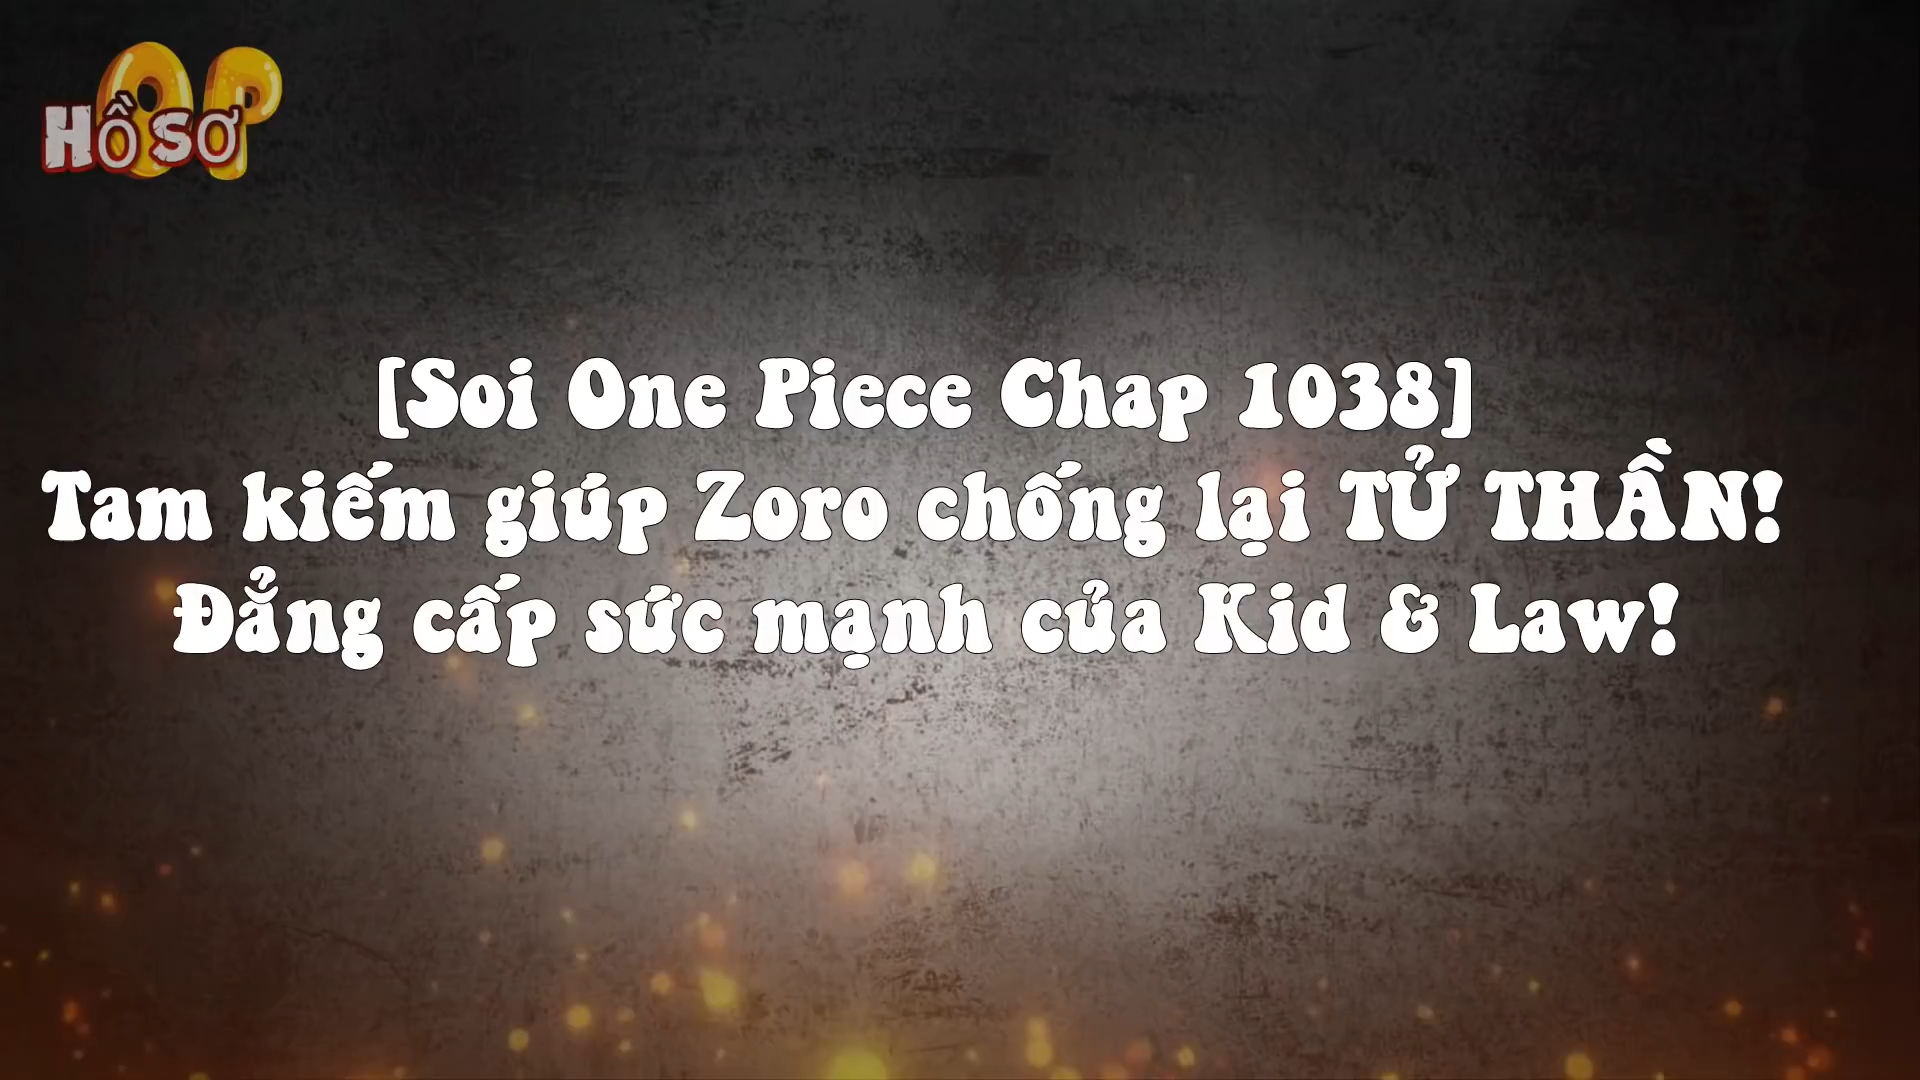 OP
HỒ SƠ
[Soi One Piece Chap 1038]
Tam kiếm giúp Zoro chống lại TỬ THẦN!
Đẳng cấp sức mạnh của Kid & Law!